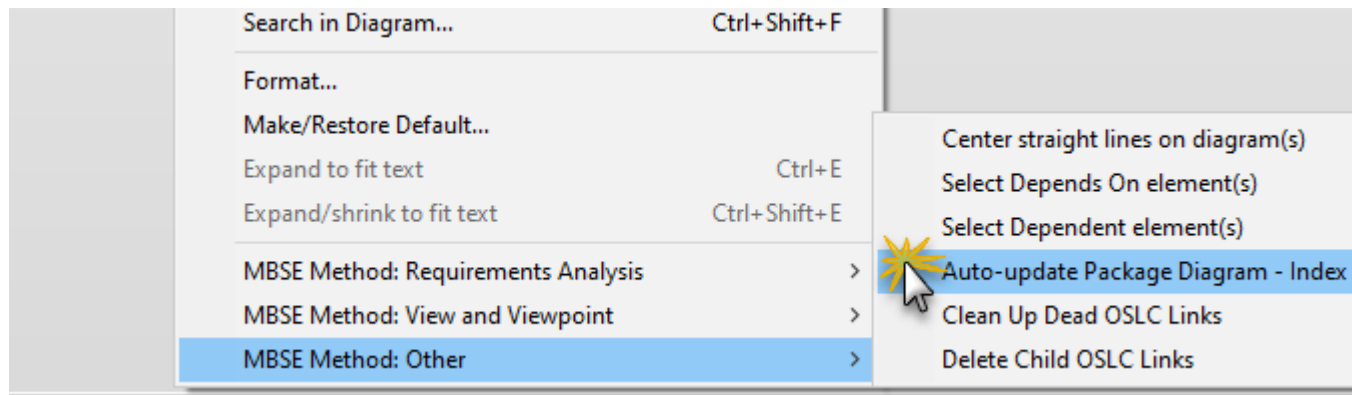 Search in Diagram... Ctrl+Shift+F
Format...
Make/Restore Default...
Expand to fit text Ctrl+E
Expand/shrink to fit text Ctrl+Shift+E
MBSE Method: Requirements Analysis >
MBSE Method: View and Viewpoint >
MBSE Method: Other >
Center straight lines on diagram(s)
Select Depends On element(s)
Select Dependent element(s)
Auto-update Package Diagram - Index
Clean Up Dead OSLC Links
Delete Child OSLC Links